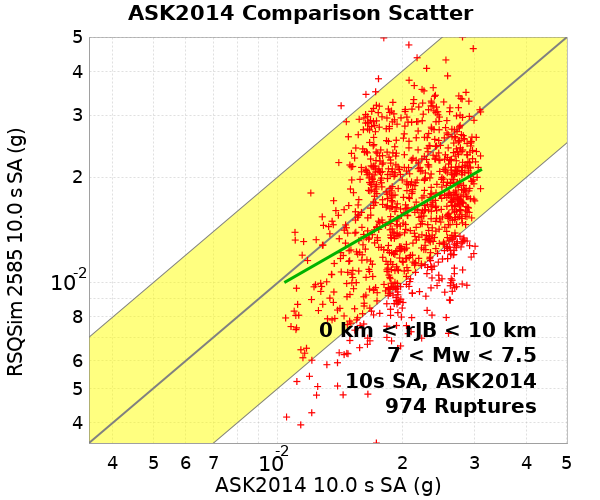 ASK2014 Comparison Scatter
RSQSim 2585 10.0 s SA (g)
5
4
3
2
10-2
8
6
5
4
0 km < rJB < 10 km
7 < Mw < 7.5
10s SA, ASK2014
974 Ruptures
4 5 6 7 10-2 2 3 4 5
ASK2014 10.0 s SA (g)